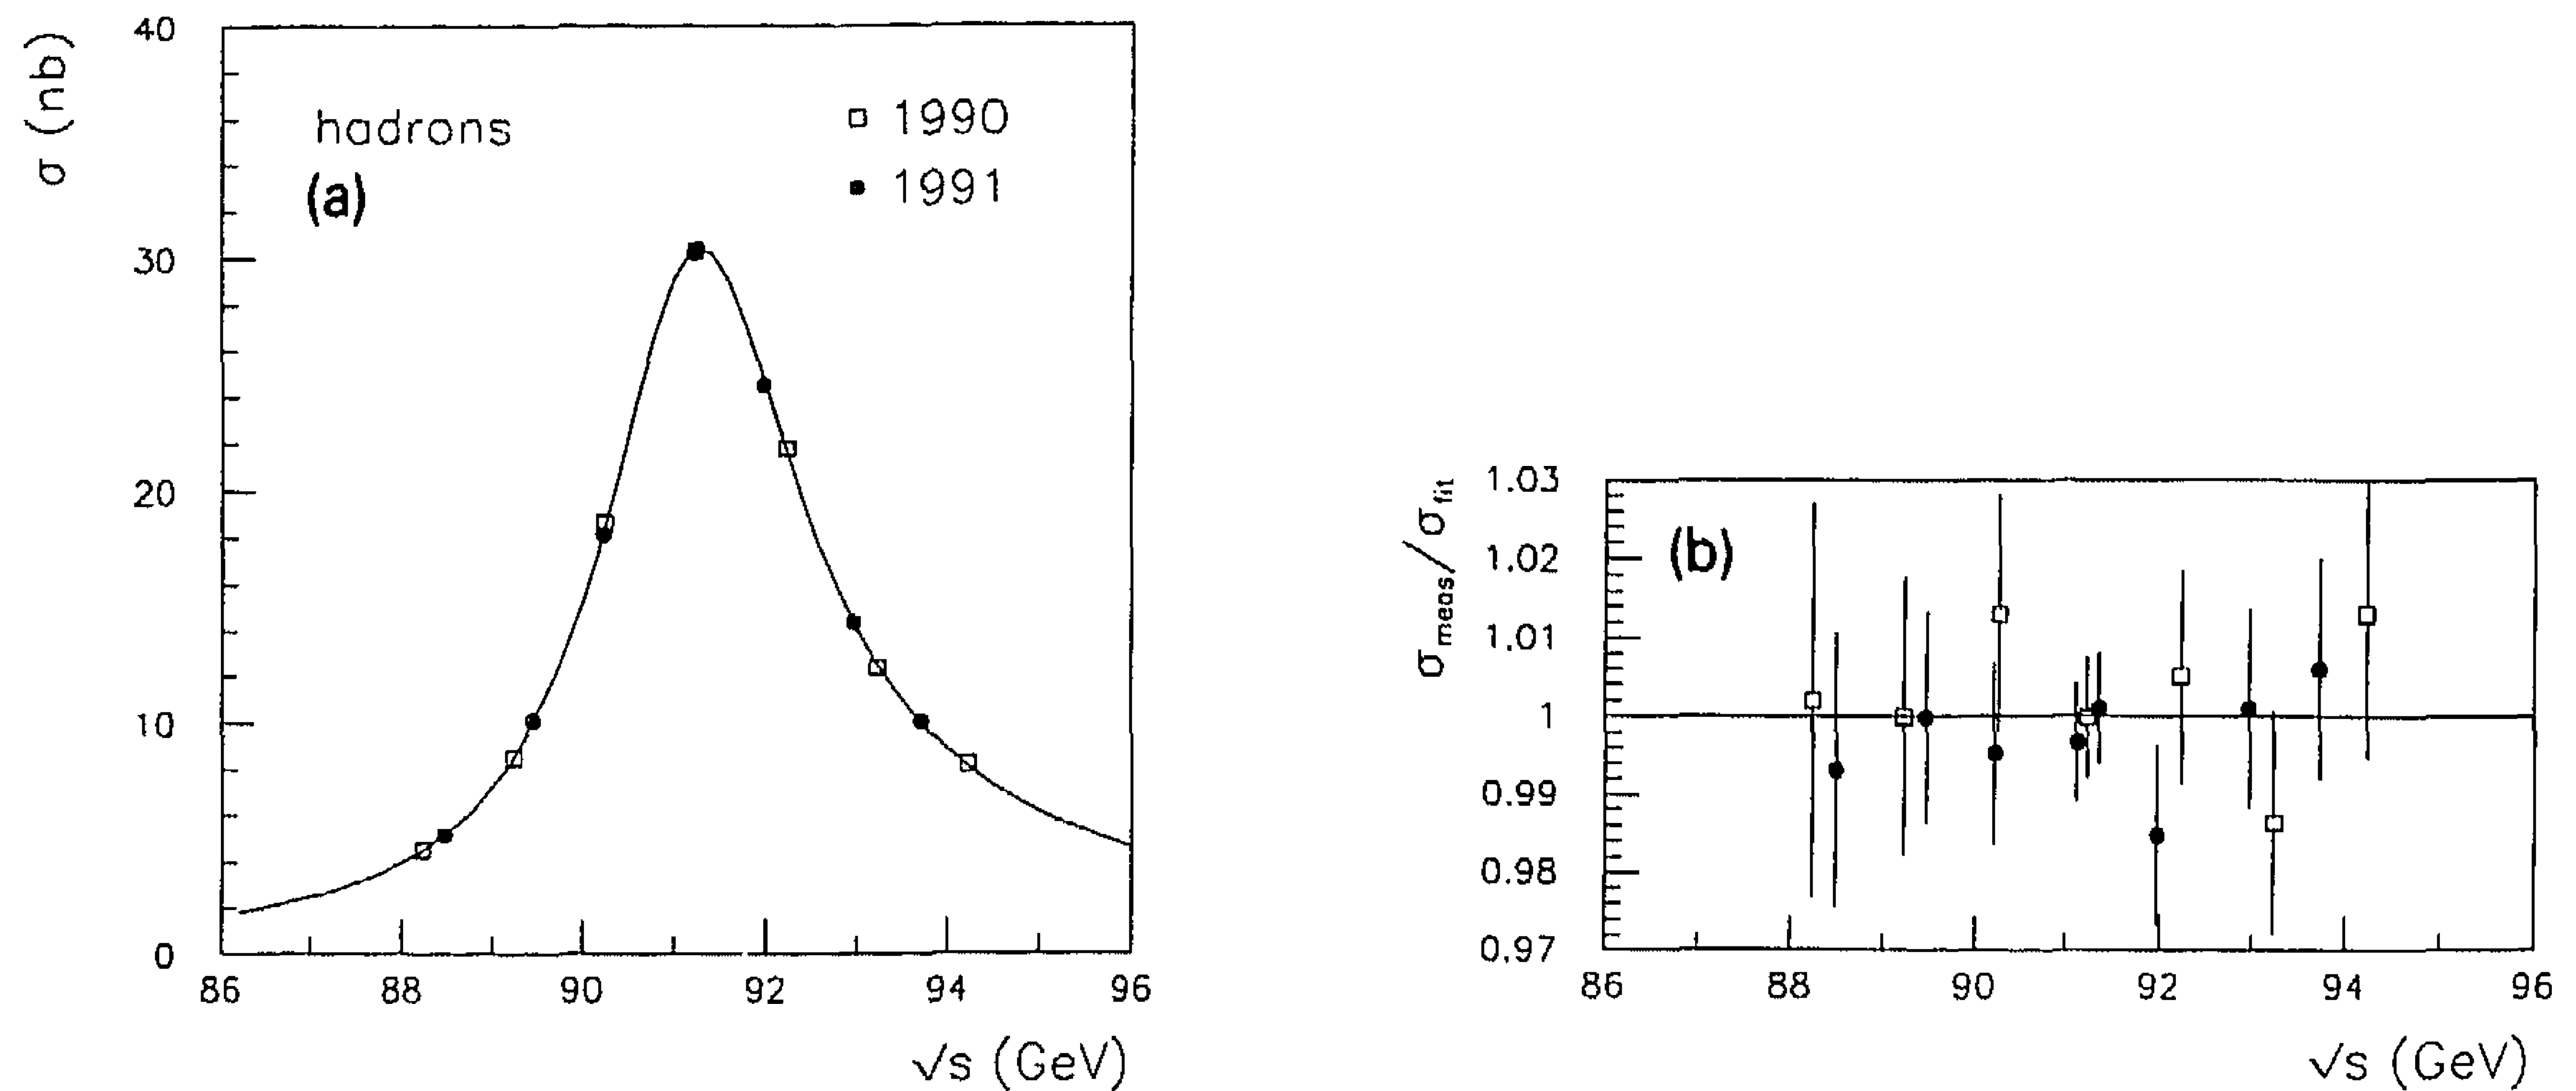 σ (nb)
40
30
20
10
0
hadrons
(a)
1990
1991
86 88 90 92 94 96
√s (GeV)
σmeas/σfit
1.03
1.02
1.01
1
0.99
0.98
0.97
(b)
86 88 90 92 94 96
√s (GeV)